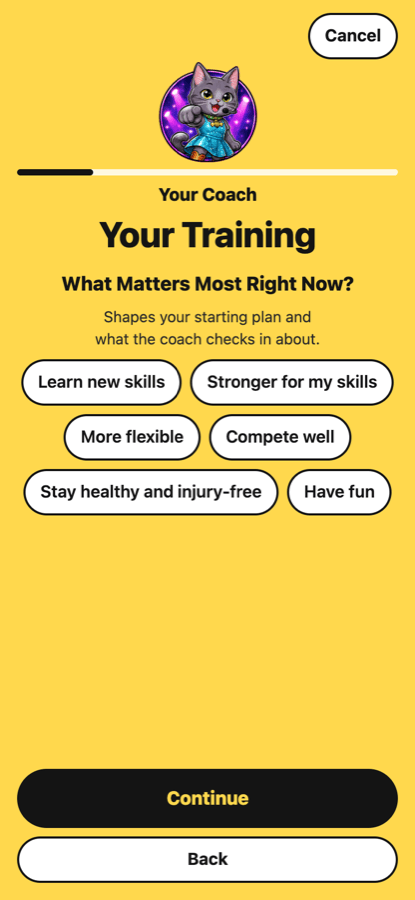 Cancel
Your Coach
Your Training
What Matters Most Right Now?
Shapes your starting plan and
what the coach checks in about.
Learn new skills
Stronger for my skills
More flexible
Compete well
Stay healthy and injury-free
Have fun
Continue
Back